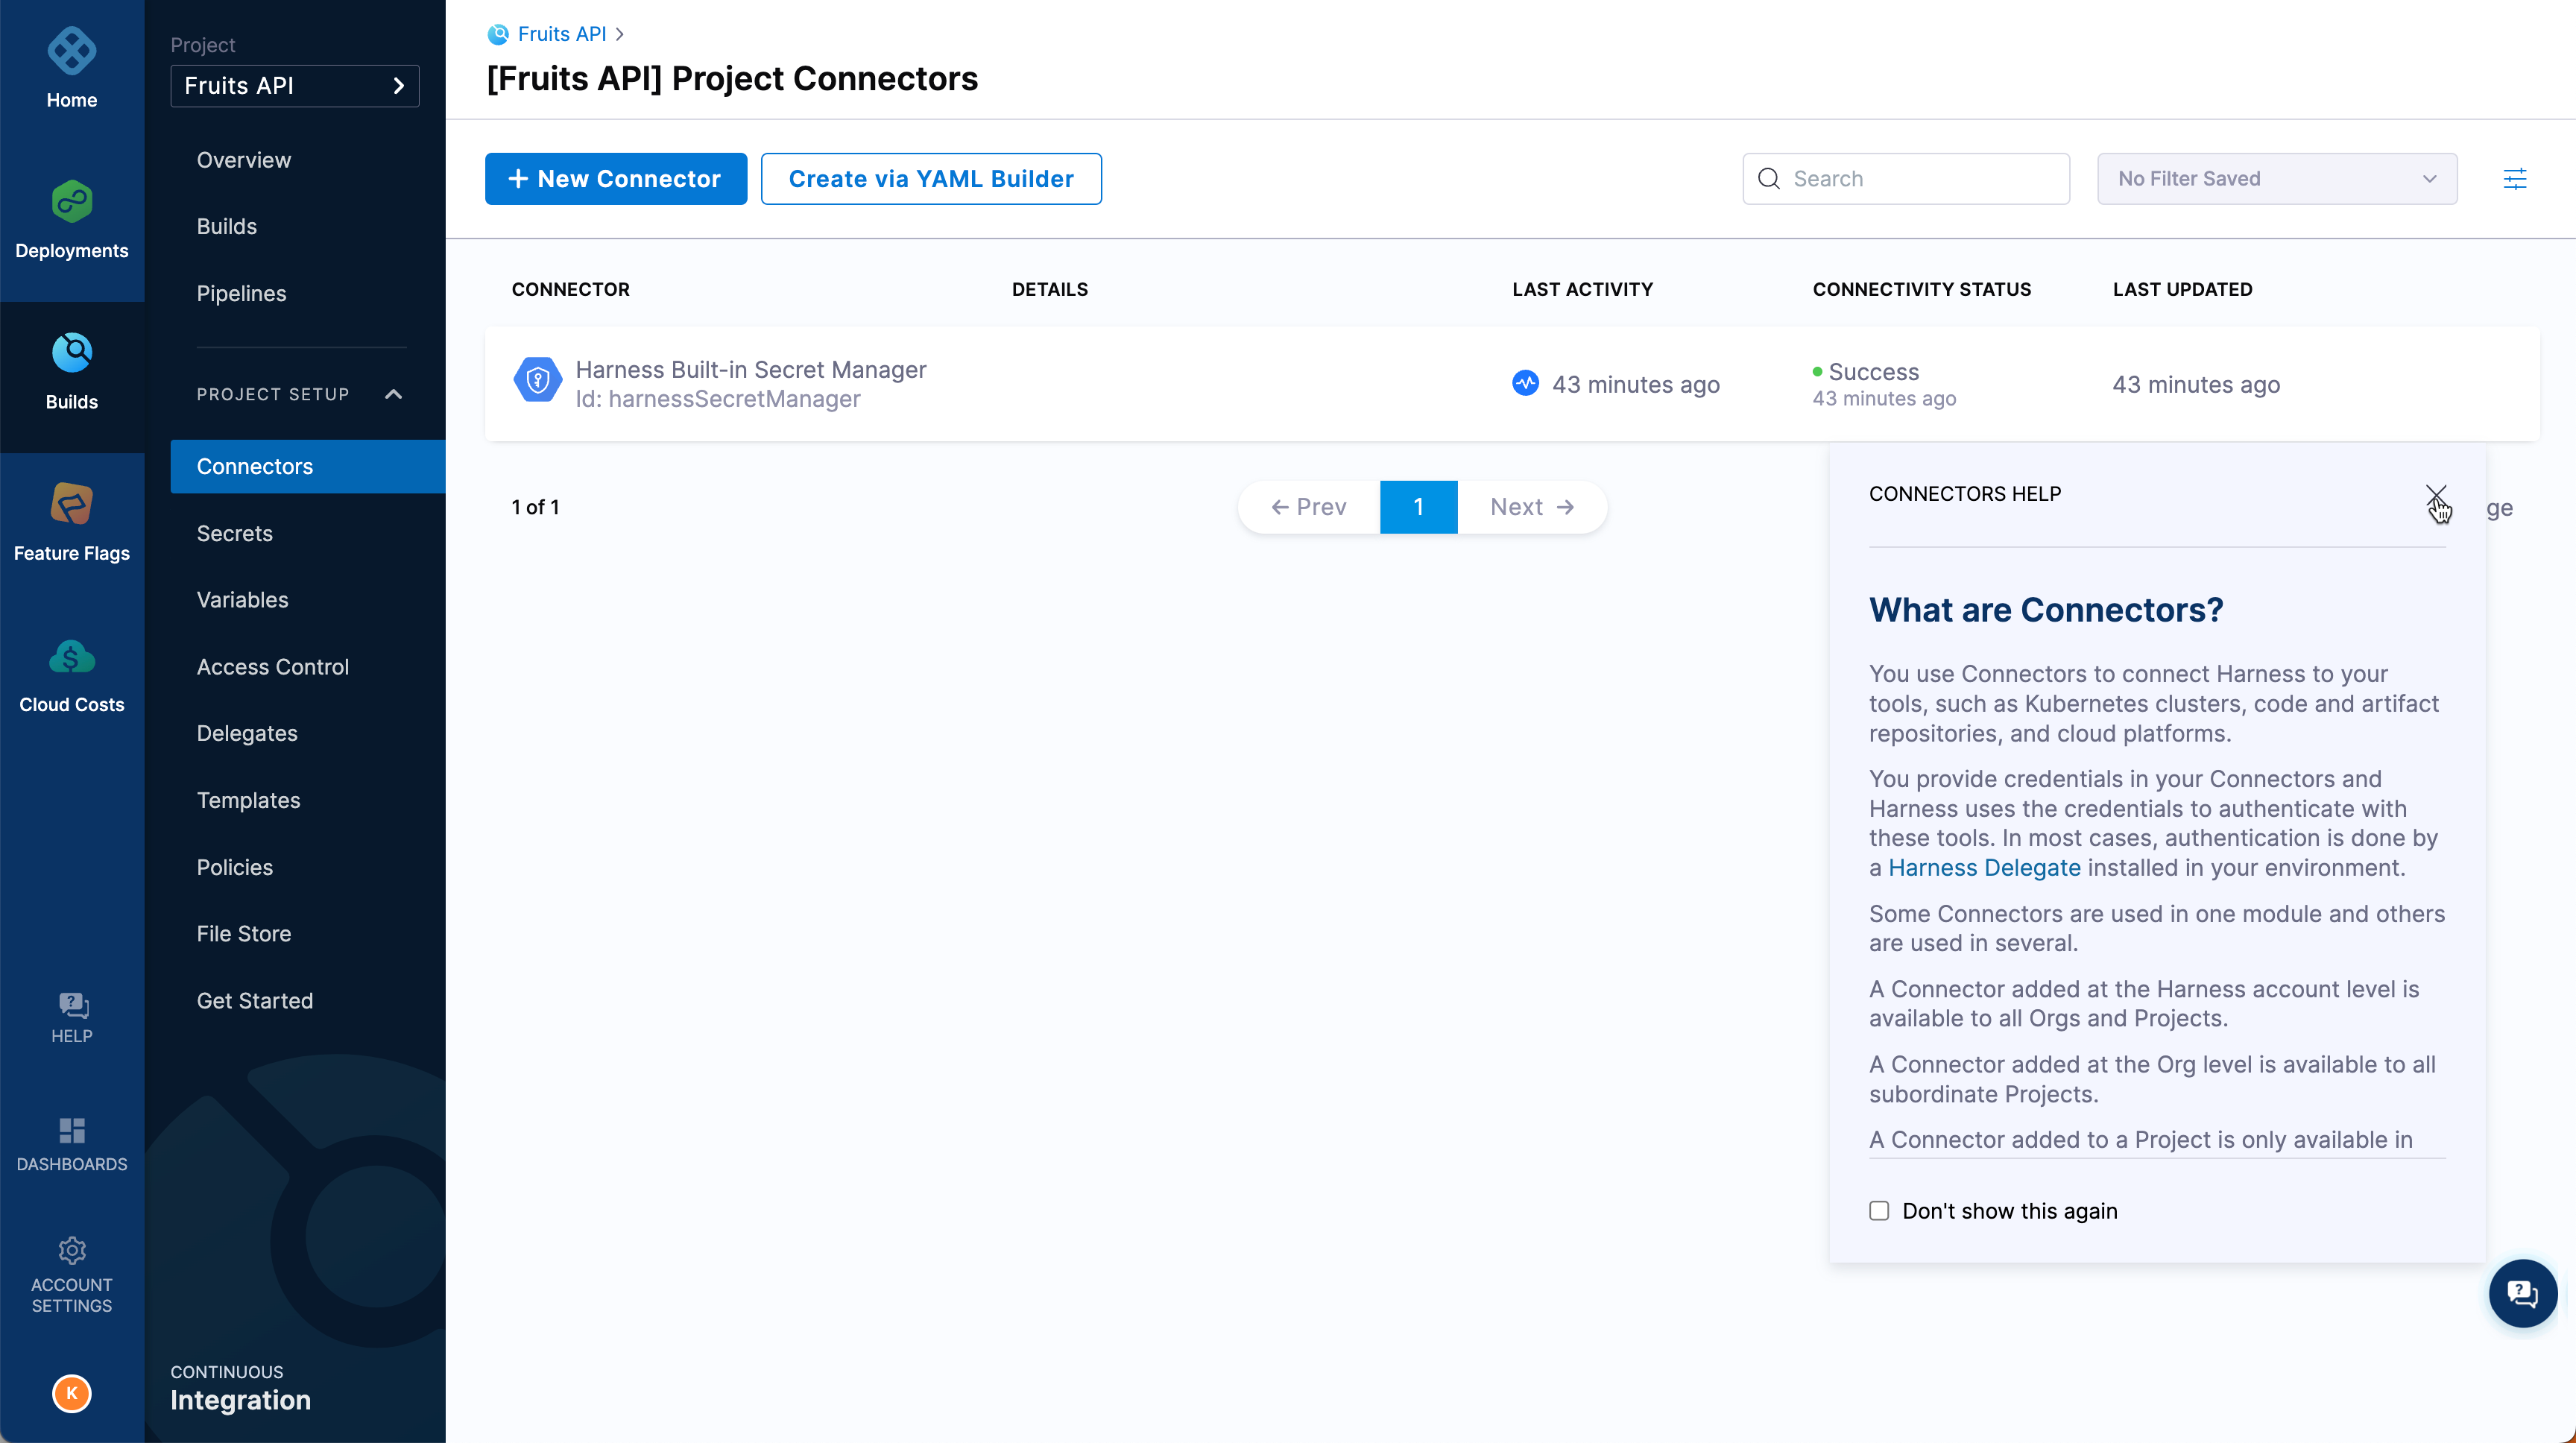 Home
Deployments
Builds
Feature Flags
Cloud Costs
HELP
DASHBOARDS
ACCOUNT
SETTINGS
K
Project
Fruits API
Overview
Builds
Pipelines
PROJECT SETUP
Connectors
Secrets
Variables
Access Control
Delegates
Templates
Policies
File Store
Get Started
CONTINUOUS
Integration
Fruits API
[Fruits API] Project Connectors
+ New Connector
Create via YAML Builder
Search
No Filter Saved
CONNECTOR DETAILS LAST ACTIVITY CONNECTIVITY STATUS LAST UPDATED
Harness Built-in Secret Manager
Id: harnessSecretManager
43 minutes ago
Success
43 minutes ago
43 minutes ago
1 of 1
← Prev 1 Next →
CONNECTORS HELP
What are Connectors?
You use Connectors to connect Harness to your
tools, such as Kubernetes clusters, code and artifact
repositories, and cloud platforms.
You provide credentials in your Connectors and
Harness uses the credentials to authenticate with
these tools. In most cases, authentication is done by
a Harness Delegate installed in your environment.
Some Connectors are used in one module and others
are used in several.
A Connector added at the Harness account level is
available to all Orgs and Projects.
A Connector added at the Org level is available to all
subordinate Projects.
A Connector added to a Project is only available in
Don't show this again